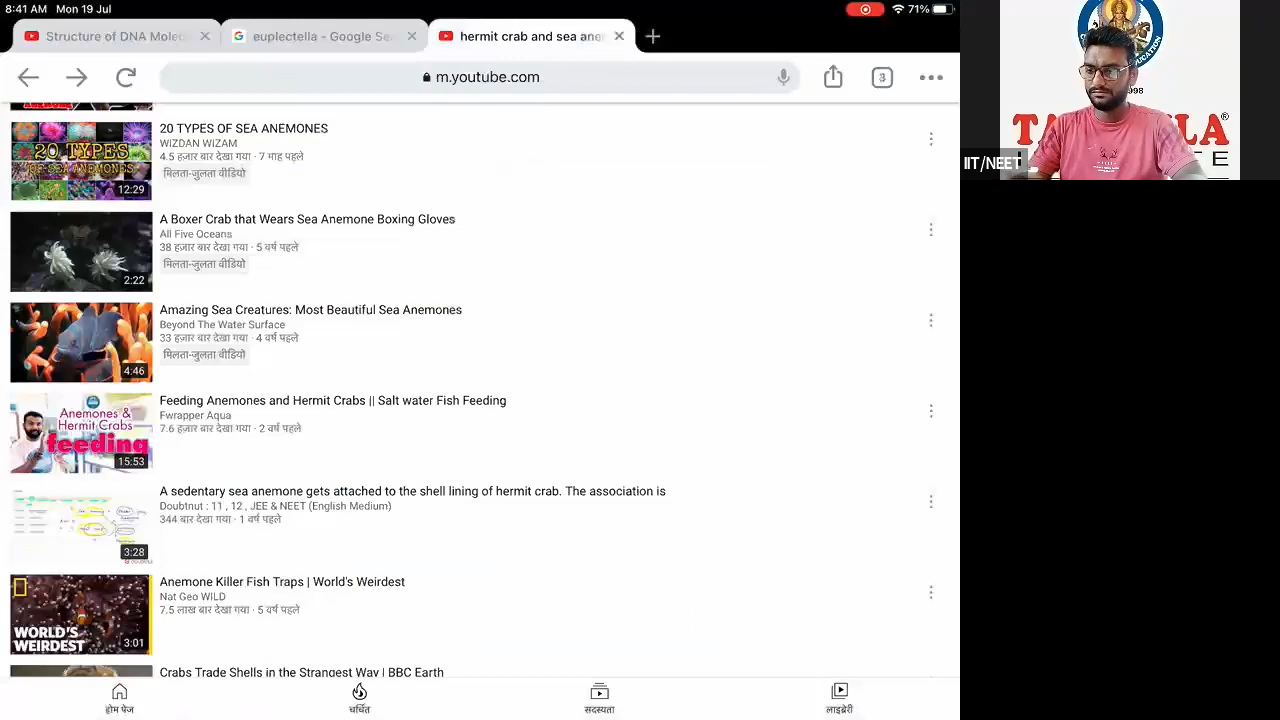 8:41 AM Mon 19 Jul
71%
Structure of DNA Molec
euplectella - Google Se
hermit crab and sea ane
m.youtube.com
3
20 TYPES OF SEA ANEMONES
WIZDAN WIZAM
4.5 हज़ार बार देखा गया · 7 माह पहले
मिलता-जुलता वीडियो
20 TYPES
OF SEA ANEMONES
12:29
A Boxer Crab that Wears Sea Anemone Boxing Gloves
All Five Oceans
38 हज़ार बार देखा गया · 5 वर्ष पहले
मिलता-जुलता वीडियो
2:22
Amazing Sea Creatures: Most Beautiful Sea Anemones
Beyond The Water Surface
33 हज़ार बार देखा गया · 4 वर्ष पहले
मिलता-जुलता वीडियो
4:46
Feeding Anemones and Hermit Crabs || Salt water Fish Feeding
Fwrapper Aqua
7.6 हज़ार बार देखा गया · 2 वर्ष पहले
Anemones &
Hermit Crabs
feeding
15:53
A sedentary sea anemone gets attached to the shell lining of hermit crab. The association is
Doubtnut : 11 , 12 , JEE & NEET (English Medium)
344 बार देखा गया · 1 वर्ष पहले
3:28
Anemone Killer Fish Traps | World's Weirdest
Nat Geo WILD
7.5 लाख बार देखा गया · 5 वर्ष पहले
WORLD'S
WEIRDEST
3:01
Crabs Trade Shells in the Strangest Way | BBC Earth
होम पेज
चर्चित
सदस्यता
लाइब्रेरी
UCATION
998
IIT/NEET